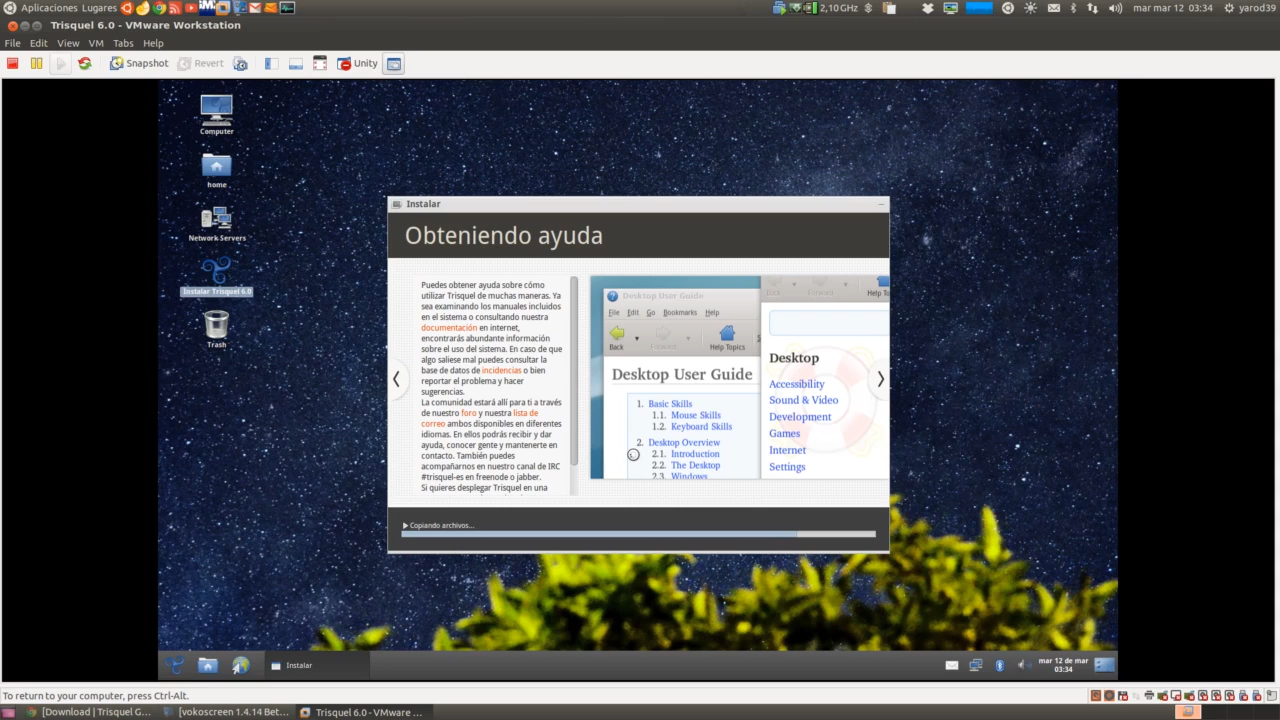 Aplicaciones Lugares
2,10GHz
mar mar 12 03:34
yarod39
Trisquel 6.0 - VMware Workstation
File Edit View VM Tabs Help
Snapshot Revert Unity
Computer
home
Network Servers
Instalar Trisquel 6.0
Trash
Instalar
Obteniendo ayuda
Puedes obtener ayuda sobre cómo
utilizar Trisquel de muchas maneras. Ya
sea examinando los manuales incluidos
en el sistema o consultando nuestra
documentación en internet,
encontrarás abundante información
sobre el uso del sistema. En caso de que
algo saliese mal puedes consultar la
base de datos de incidencias o bien
reportar el problema y hacer
sugerencias.
La comunidad estará allí para ti a través
de nuestro foro y nuestra lista de
correo ambos disponibles en diferentes
idiomas. En ellos podrás recibir y dar
ayuda, conocer gente y mantenerte en
contacto. También puedes
acompañarnos en nuestro canal de IRC
#trisquel-es en freenode o jabber.
Si quieres desplegar Trisquel en una
Desktop User Guide
File Edit Go Bookmarks Help
Back Forward Help Topics
Desktop User Guide
1. Basic Skills
1.1. Mouse Skills
1.2. Keyboard Skills
2. Desktop Overview
2.1. Introduction
2.2. The Desktop
2.3. Windows
Back Forward Help To
Desktop
Accessibility
Sound & Video
Development
Games
Internet
Settings
Copiando archivos...
Instalar
mar 12 de mar
03:34
To return to your computer, press Ctrl-Alt.
[Download | Trisquel G...
[vokoscreen 1.4.14 Bet...
Trisquel 6.0 - VMware ...